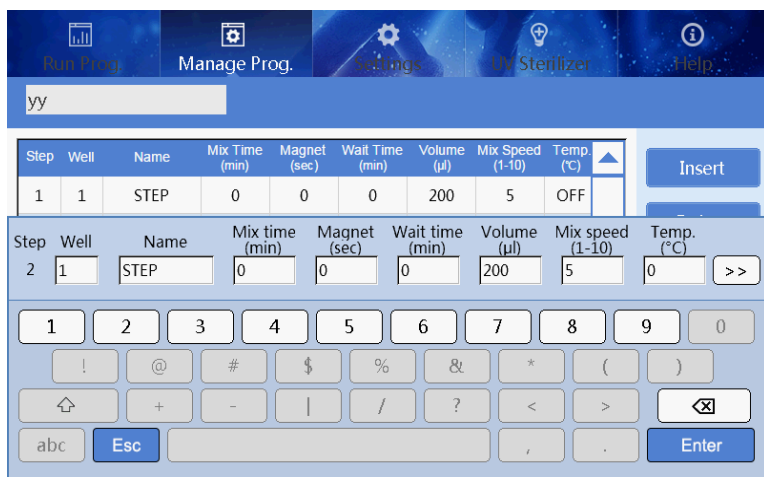 Run Prog. Manage Prog. Settings UV Sterilizer Help
yy
Step Well Name Mix Time (min) Magnet (sec) Wait Time (min) Volume (μl) Mix Speed (1-10) Temp. (℃)
Insert
1 1 STEP 0 0 0 200 5 OFF
Step Well Name Mix time (min) Magnet (sec) Wait time (min) Volume (μl) Mix speed (1-10) Temp. (°C)
2 1 STEP 0 0 0 200 5 0 >>
1 2 3 4 5 6 7 8 9 0
! @ # $ % & * ( )
+ - | / ? < >
abc Esc , . Enter